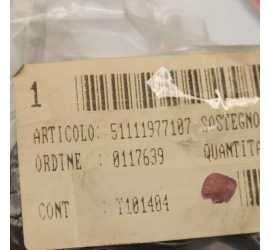 1
ARTICOLO: 51111977107 SOSTEGNO
ORDINE : 0117639 QUANTITA
CONT : T101404